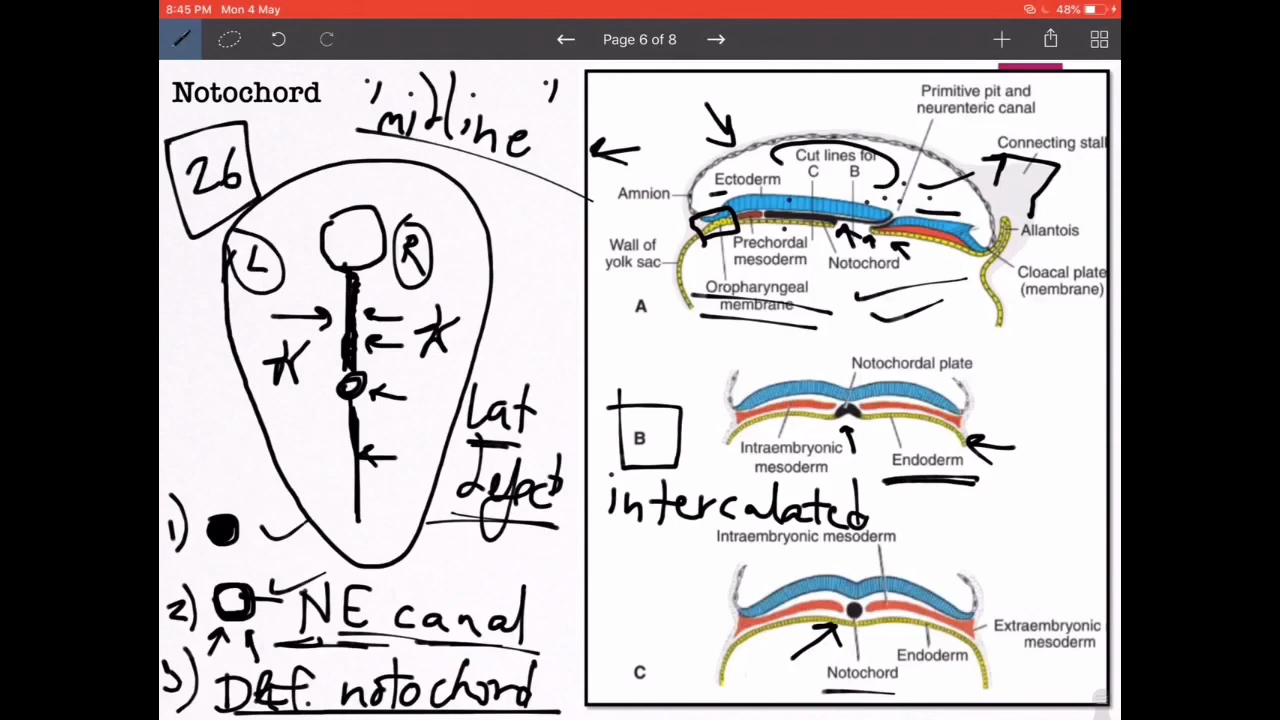 8:45 PM Mon 4 May
48%
Page 6 of 8
Notochord
'midline'
26
L
R
Lat
Defect
1)
2) NE canal
3) Def. notochord
Primitive pit and
neurenteric canal
Connecting stal
Cut lines for
C B
Ectoderm
Amnion
Allantois
Wall of
yolk sac
Prechordal
mesoderm
Notochord
Cloacal plate
(membrane)
Oropharyngeal
membrane
A
Notochordal plate
B
Intraembryonic
mesoderm
Endoderm
intercalated
Intraembryonic mesoderm
Extraembryonic
mesoderm
Endoderm
Notochord
C